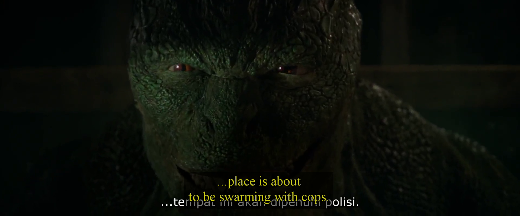 ...place is about
to be swarming with cops
...tempat ini akan dipenuhi polisi.